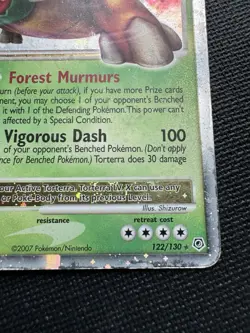 Forest Murmurs
urn (before your attack), if you have more Prize cards
ponent, you may choose 1 of your opponent's Benched
h it with 1 of the Defending Pokémon. This power can't
affected by a Special Condition.
Vigorous Dash 100
of your opponent's Benched Pokémon. (Don't apply
nce for Benched Pokémon.) Torterra does 30 damage
our Active Torterra. Torterra LV.X can use any
or Poké-Body from its previous Level.
Illus. Shizurow
resistance retreat cost
©2007 Pokémon/Nintendo 122/130